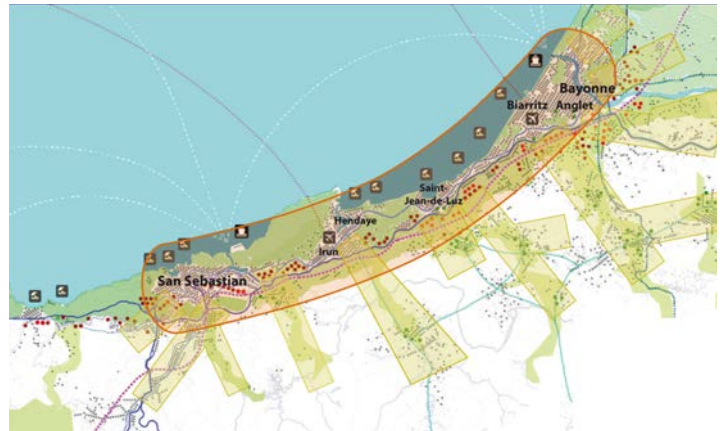 Bayonne
Biarritz Anglet
Saint-
Jean-de-Luz
Hendaye
Irun
San Sebastian